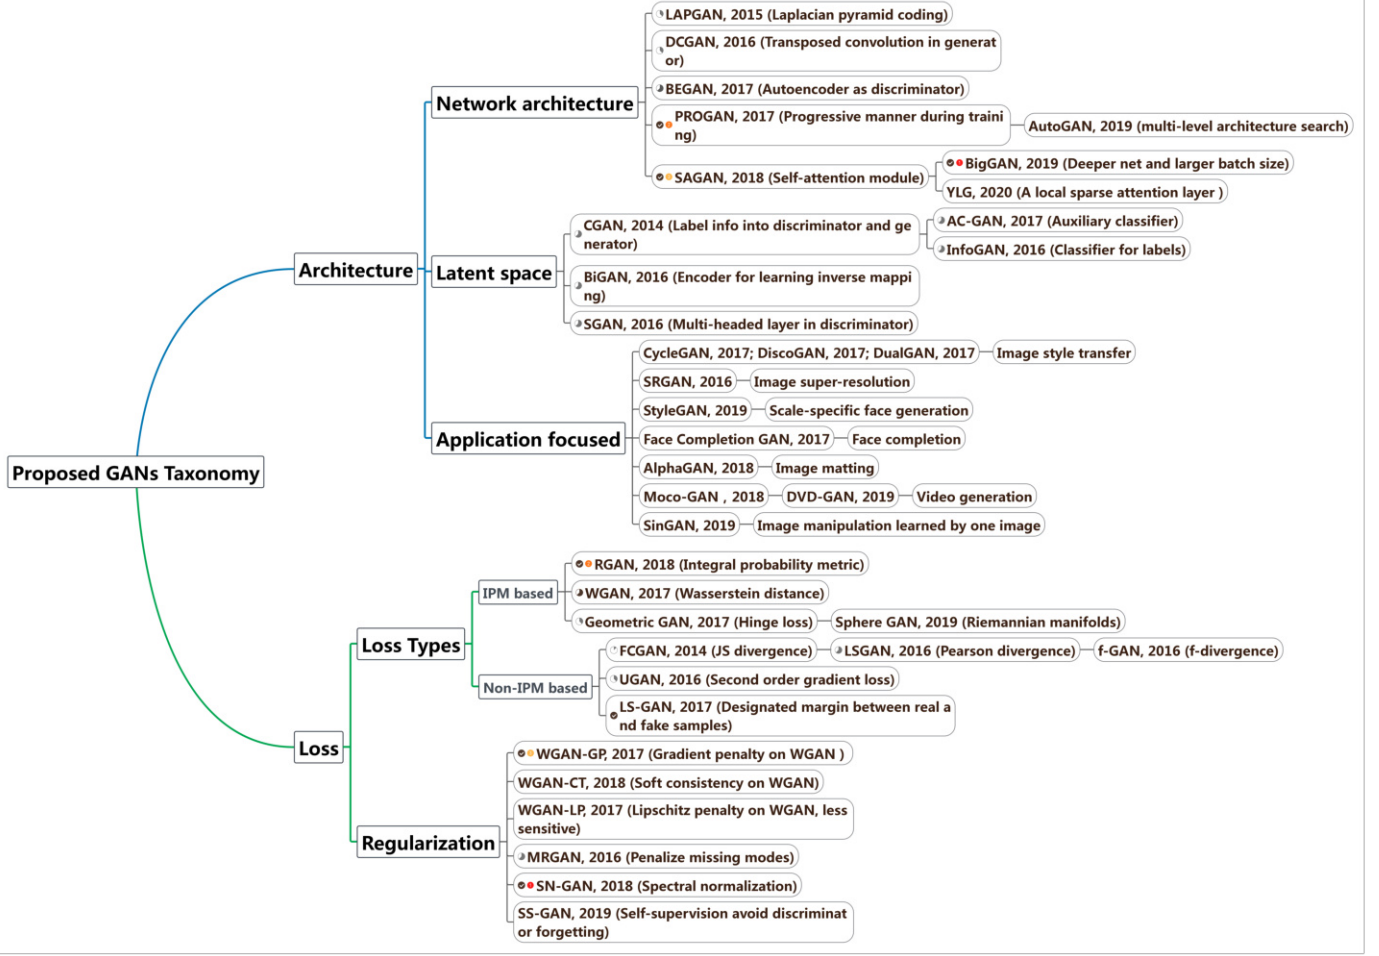 Proposed GANs Taxonomy
Architecture
Network architecture
LAPGAN, 2015 (Laplacian pyramid coding)
DCGAN, 2016 (Transposed convolution in generat
or)
BEGAN, 2017 (Autoencoder as discriminator)
PROGAN, 2017 (Progressive manner during traini
ng)
AutoGAN, 2019 (multi-level architecture search)
SAGAN, 2018 (Self-attention module)
BigGAN, 2019 (Deeper net and larger batch size)
YLG, 2020 (A local sparse attention layer )
Latent space
CGAN, 2014 (Label info into discriminator and ge
nerator)
AC-GAN, 2017 (Auxiliary classifier)
InfoGAN, 2016 (Classifier for labels)
BiGAN, 2016 (Encoder for learning inverse mappi
ng)
SGAN, 2016 (Multi-headed layer in discriminator)
Application focused
CycleGAN, 2017; DiscoGAN, 2017; DualGAN, 2017
Image style transfer
SRGAN, 2016
Image super-resolution
StyleGAN, 2019
Scale-specific face generation
Face Completion GAN, 2017
Face completion
AlphaGAN, 2018
Image matting
Moco-GAN , 2018
DVD-GAN, 2019
Video generation
SinGAN, 2019
Image manipulation learned by one image
Loss
Loss Types
IPM based
RGAN, 2018 (Integral probability metric)
WGAN, 2017 (Wasserstein distance)
Geometric GAN, 2017 (Hinge loss)
Sphere GAN, 2019 (Riemannian manifolds)
Non-IPM based
FCGAN, 2014 (JS divergence)
LSGAN, 2016 (Pearson divergence)
f-GAN, 2016 (f-divergence)
UGAN, 2016 (Second order gradient loss)
LS-GAN, 2017 (Designated margin between real a
nd fake samples)
Regularization
WGAN-GP, 2017 (Gradient penalty on WGAN )
WGAN-CT, 2018 (Soft consistency on WGAN)
WGAN-LP, 2017 (Lipschitz penalty on WGAN, less
sensitive)
MRGAN, 2016 (Penalize missing modes)
SN-GAN, 2018 (Spectral normalization)
SS-GAN, 2019 (Self-supervision avoid discriminat
or forgetting)